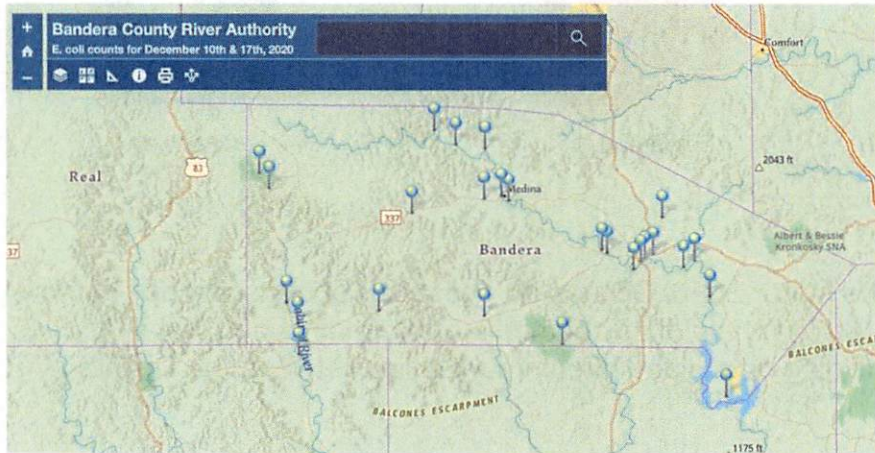 +
Bandera County River Authority
E. coli counts for December 10th & 17th, 2020
−
Comfort
2043 ft
Real
83
Medina
337
37
Bandera
Albert & Bessie
Kronkosky SNA
River
BALCONES ESCA
BALCONES ESCARPMENT
1175 ft